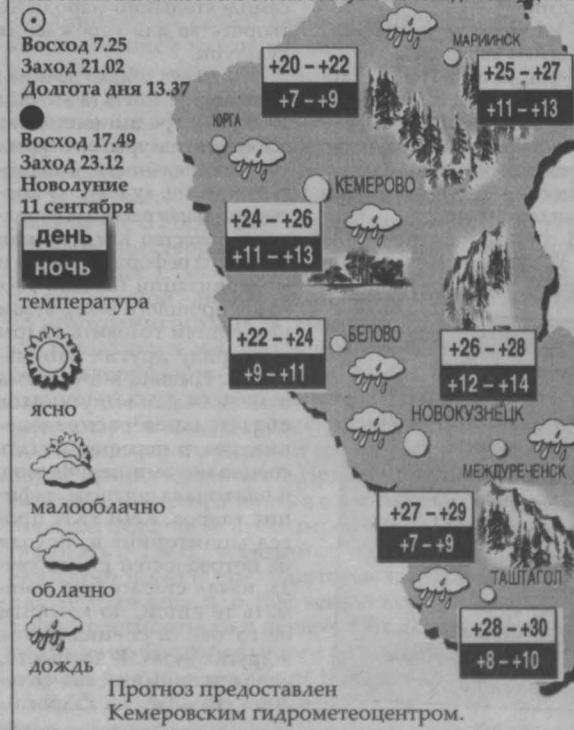 Восход 7.25
Заход 21.02
Долгота дня 13.37
Восход 17.49
Заход 23.12
Новолуние
11 сентября
день
ночь
температура
ясно
малооблачно
облачно
дождь
+20 – +22
+7 – +9
МАРИИНСК
+25 – +27
+11 – +13
ЮРГА
КЕМЕРОВО
+24 – +26
+11 – +13
+22 – +24
+9 – +11
БЕЛОВО
+26 – +28
+12 – +14
НОВОКУЗНЕЦК
МЕЖДУРЕЧЕНСК
+27 – +29
+7 – +9
ТАШТАГОЛ
+28 – +30
+8 – +10
Прогноз предоставлен
Кемеровским гидрометеоцентром.